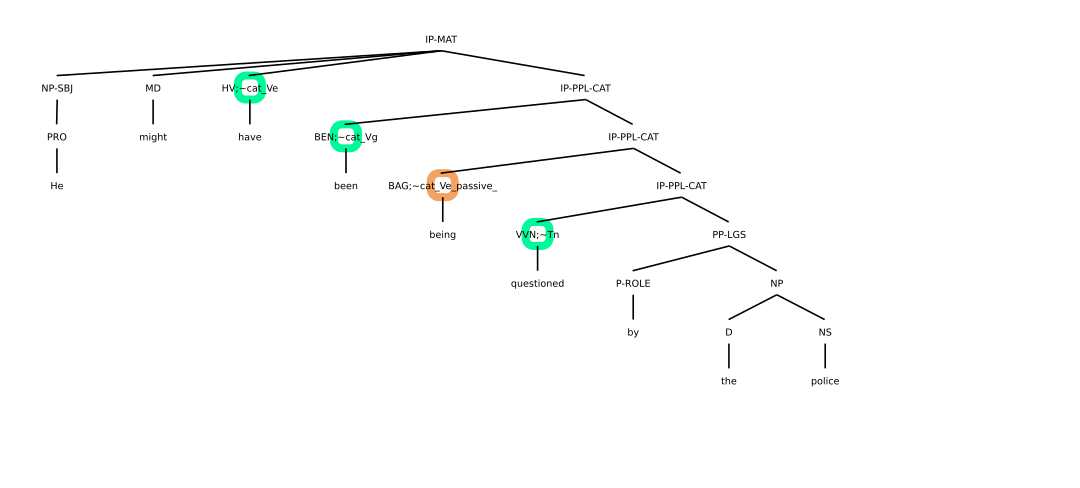 IP-MAT
NP-SBJ MD HV;~cat_Ve IP-PPL-CAT
PRO might have BEN;~cat_Vg IP-PPL-CAT
He been BAG;~cat_Ve_passive_ IP-PPL-CAT
being VVN;~Tn PP-LGS
questioned P-ROLE NP
by D NS
the police